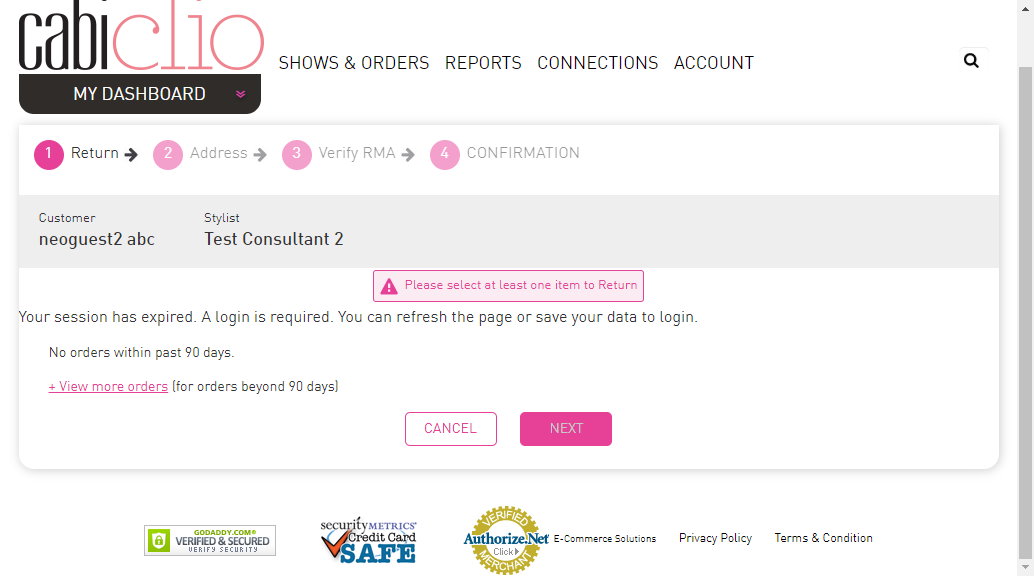 cabiclio
SHOWS & ORDERS REPORTS CONNECTIONS ACCOUNT
MY DASHBOARD
1 Return 2 Address 3 Verify RMA 4 CONFIRMATION
Customer Stylist
neoguest2 abc Test Consultant 2
Please select at least one item to Return
Your session has expired. A login is required. You can refresh the page or save your data to login.
No orders within past 90 days.
+ View more orders (for orders beyond 90 days)
CANCEL NEXT
GODADDY.COM®
VERIFIED & SECURED
VERIFY SECURITY
securityMETRICS®
Credit Card
SAFE
VERIFIED
Authorize.Net
Click
MERCHANT
E-Commerce Solutions Privacy Policy Terms & Condition